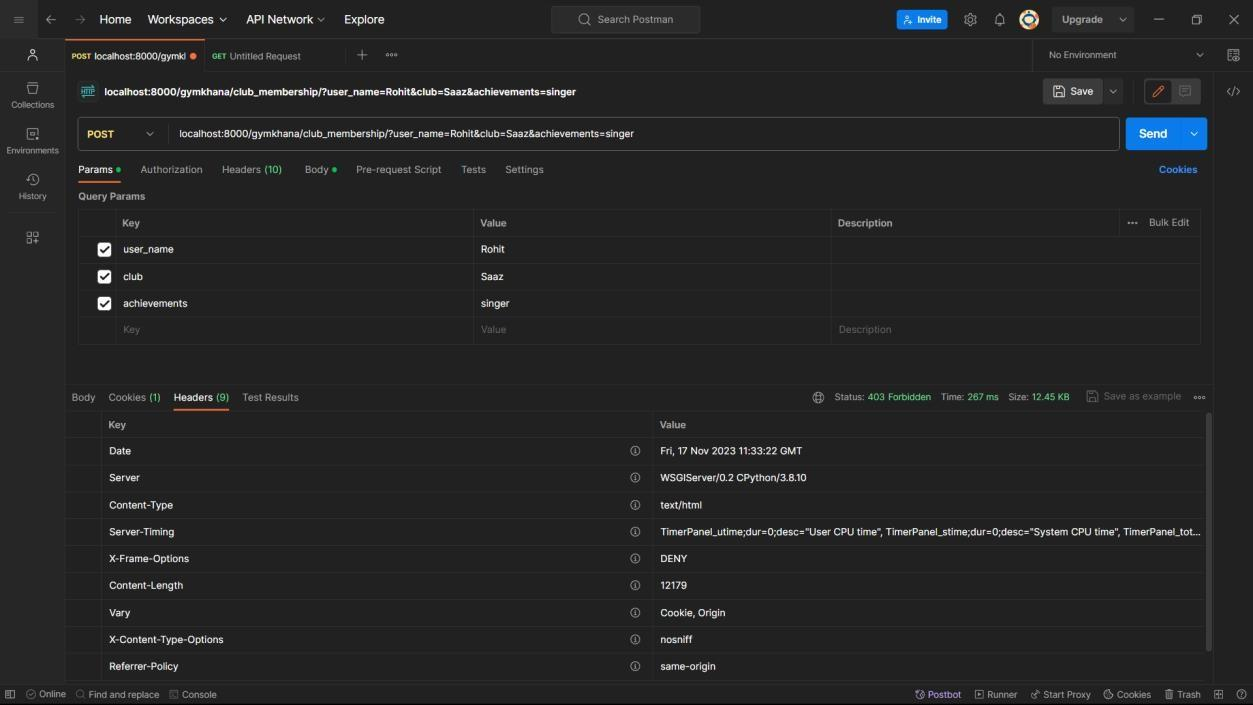 Home Workspaces API Network Explore Search Postman Invite Upgrade
POST localhost:8000/gymkl GET Untitled Request No Environment
HTTP localhost:8000/gymkhana/club_membership/?user_name=Rohit&club=Saaz&achievements=singer Save
Collections
POST localhost:8000/gymkhana/club_membership/?user_name=Rohit&club=Saaz&achievements=singer Send
Environments
Params Authorization Headers (10) Body Pre-request Script Tests Settings Cookies
History
Query Params
Key Value Description Bulk Edit
user_name Rohit
club Saaz
achievements singer
Key Value Description
Body Cookies (1) Headers (9) Test Results Status: 403 Forbidden Time: 267 ms Size: 12.45 KB Save as example
Key Value
Date Fri, 17 Nov 2023 11:33:22 GMT
Server WSGIServer/0.2 CPython/3.8.10
Content-Type text/html
Server-Timing TimerPanel_utime;dur=0;desc="User CPU time", TimerPanel_stime;dur=0;desc="System CPU time", TimerPanel_tot...
X-Frame-Options DENY
Content-Length 12179
Vary Cookie, Origin
X-Content-Type-Options nosniff
Referrer-Policy same-origin
Online Find and replace Console Postbot Runner Start Proxy Cookies Trash